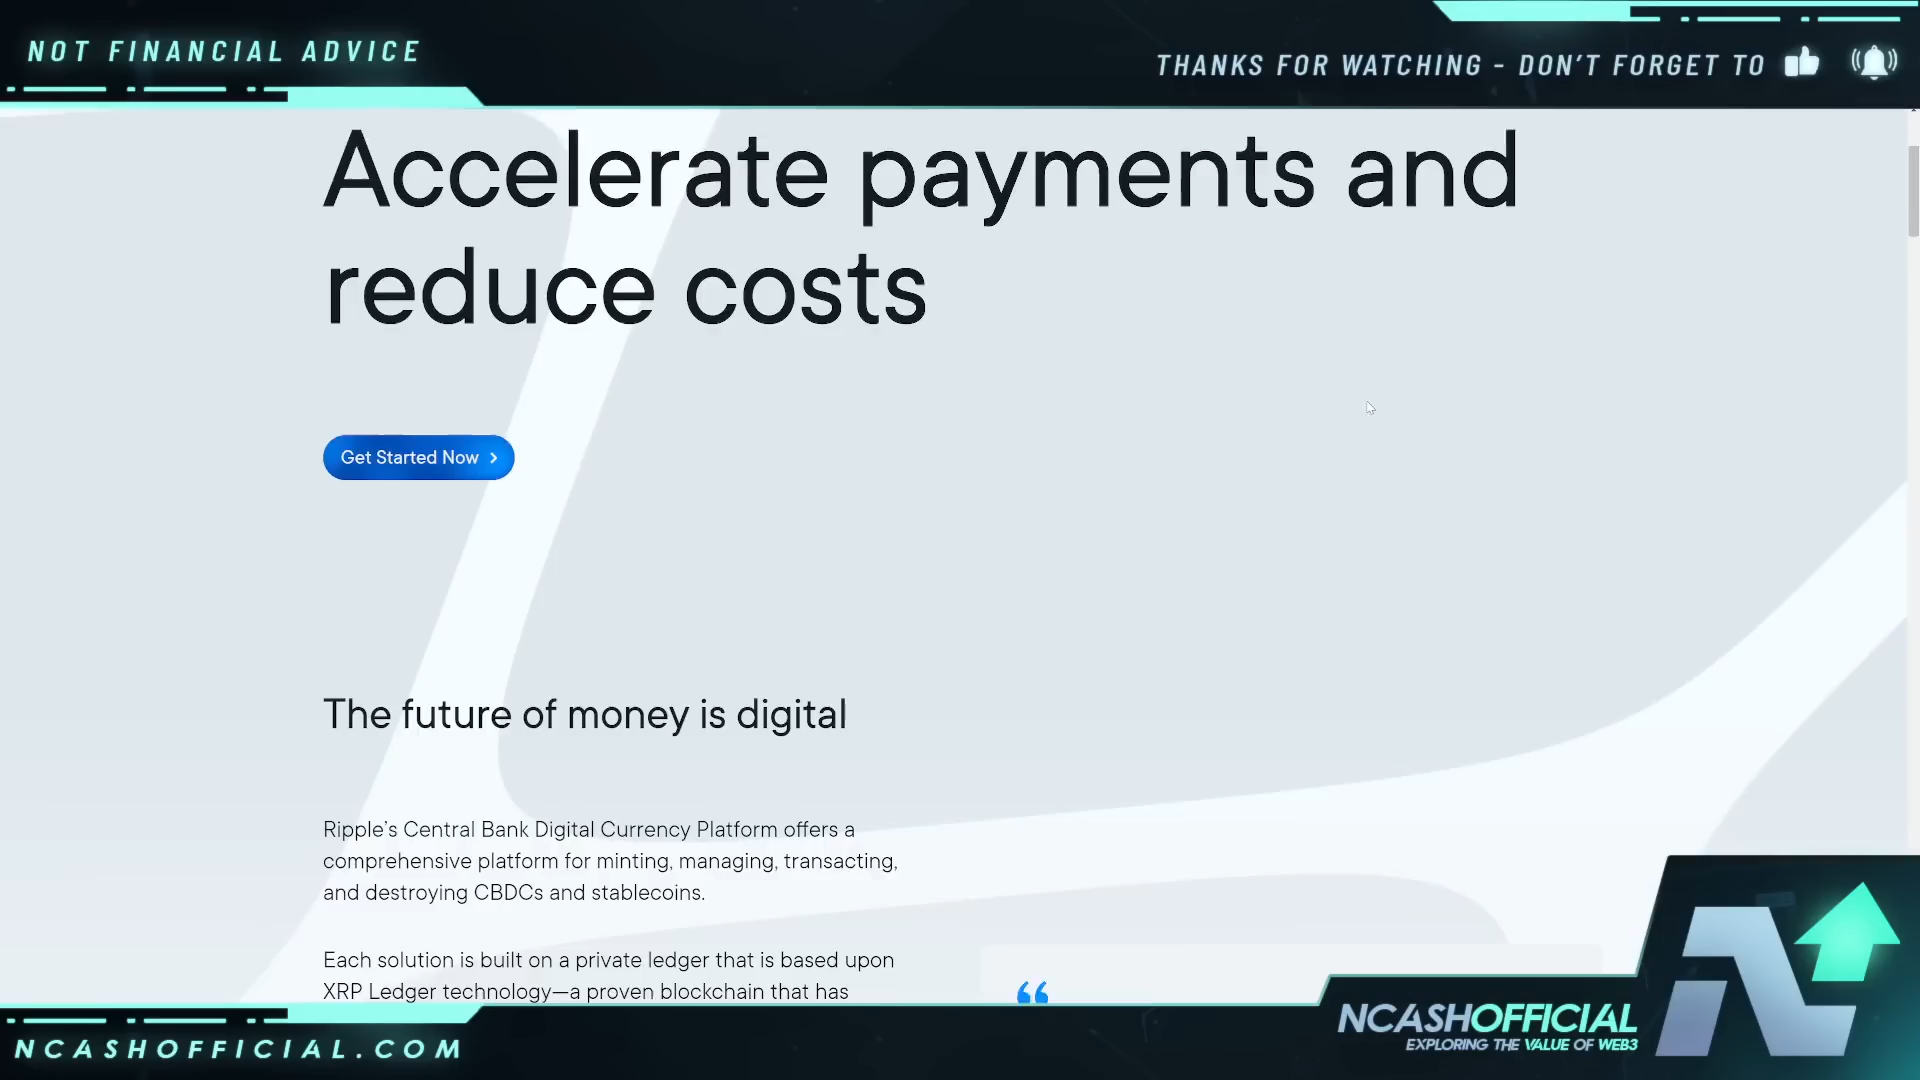 NOT FINANCIAL ADVICE
THANKS FOR WATCHING - DON'T FORGET TO
Accelerate payments and
reduce costs
Get Started Now
The future of money is digital
Ripple’s Central Bank Digital Currency Platform offers a
comprehensive platform for minting, managing, transacting,
and destroying CBDCs and stablecoins.
Each solution is built on a private ledger that is based upon
XRP Ledger technology—a proven blockchain that has
“
NCASHOFFICIAL.COM
NCASHOFFICIAL
EXPLORING THE VALUE OF WEB3